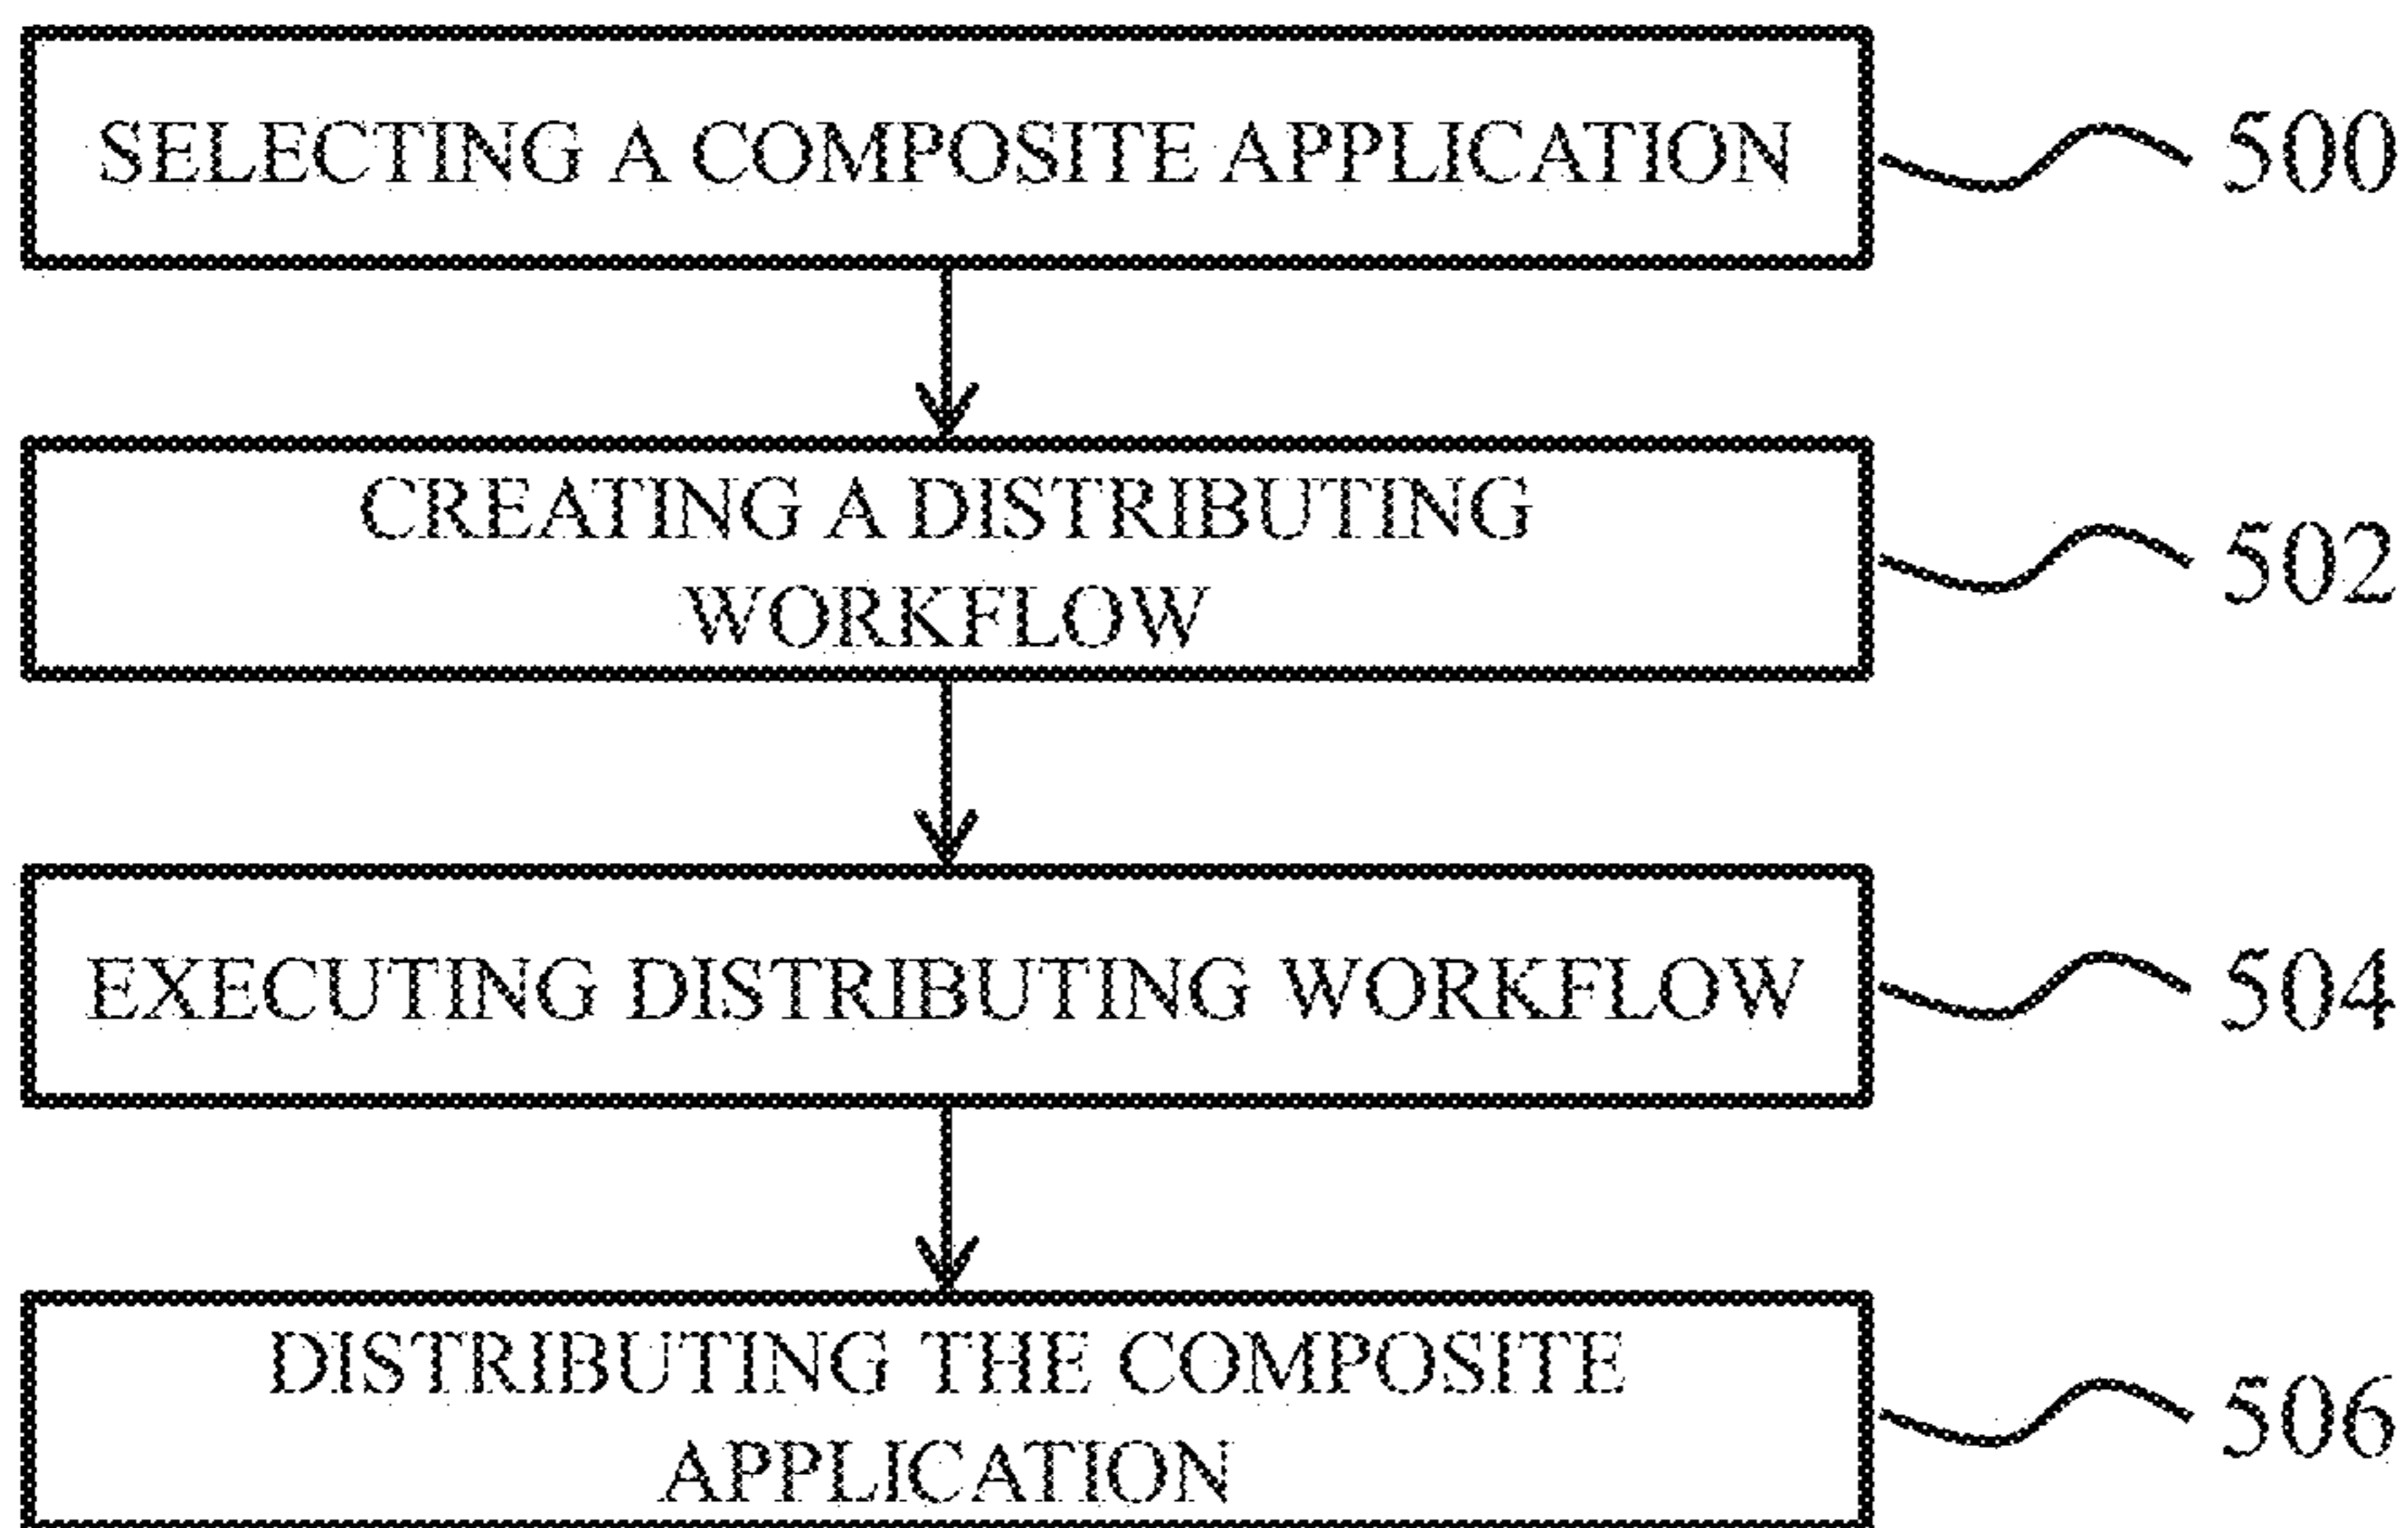 SELECTING A COMPOSITE APPLICATION
500
CREATING A DISTRIBUTING
WORKFLOW
502
EXECUTING DISTRIBUTING WORKFLOW
504
DISTRIBUTING THE COMPOSITE
APPLICATION
506